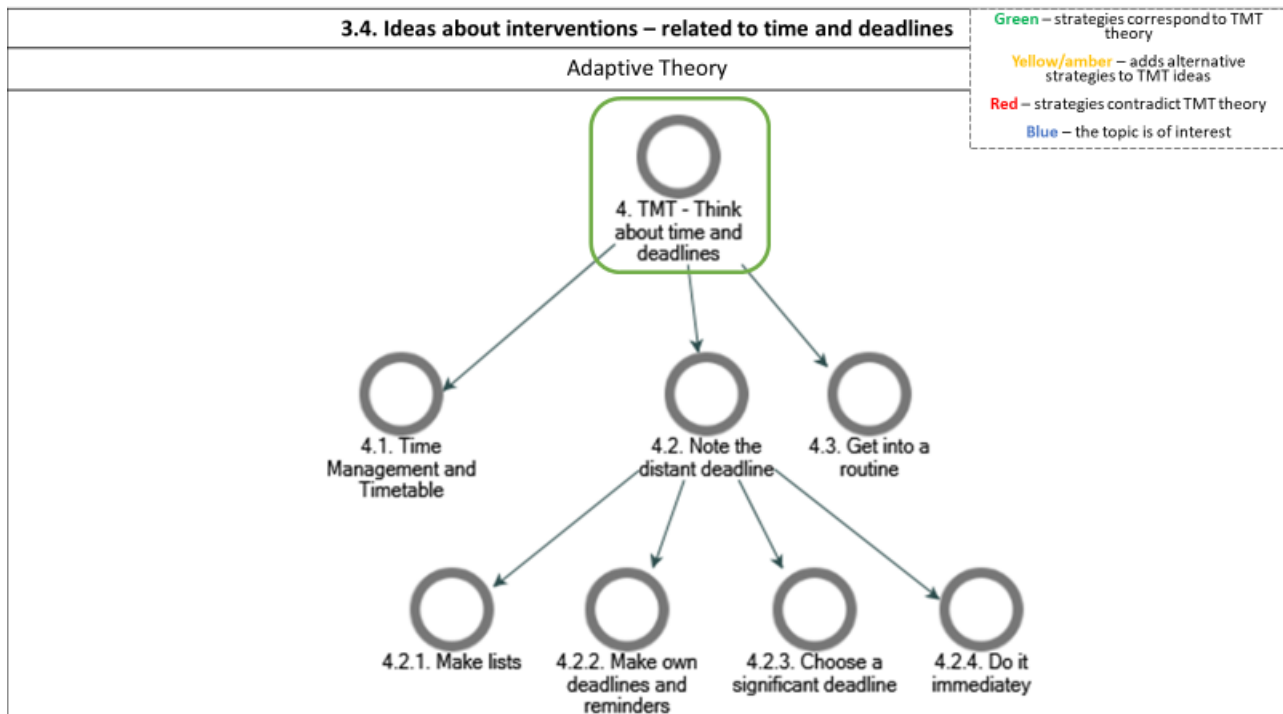 3.4. Ideas about interventions – related to time and deadlines
Adaptive Theory
Green – strategies correspond to TMT
theory
Yellow/amber – adds alternative
strategies to TMT ideas
Red – strategies contradict TMT theory
Blue – the topic is of interest
4. TMT - Think
about time and
deadlines
4.1. Time
Management and
Timetable
4.2. Note the
distant deadline
4.3. Get into a
routine
4.2.1. Make lists
4.2.2. Make own
deadlines and
reminders
4.2.3. Choose a
significant deadline
4.2.4. Do it
immediatey